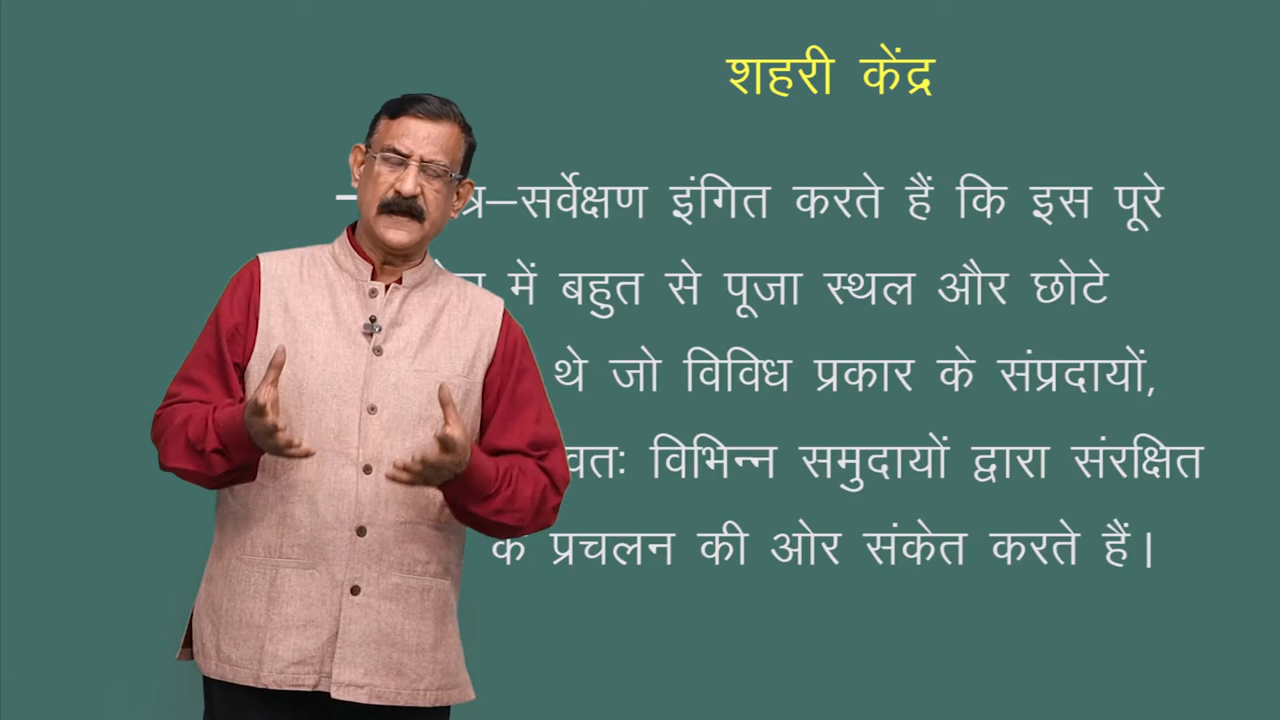 शहरी केंद्र
–सर्वेक्षण इंगित करते हैं कि इस पूरे
में बहुत से पूजा स्थल और छोटे
थे जो विविध प्रकार के संप्रदायों,
विभिन्न समुदायों द्वारा संरक्षित
के प्रचलन की ओर संकेत करते हैं।